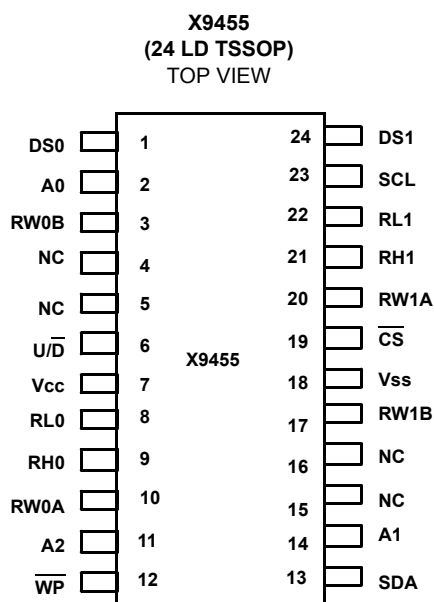 X9455
(24 LD TSSOP)
TOP VIEW
DS0 1 24 DS1
A0 2 23 SCL
RW0B 3 22 RL1
NC 4 21 RH1
NC 5 20 RW1A
U/D̅ 6 19 C̅S̅
X9455
Vcc 7 18 Vss
RL0 8 17 RW1B
RH0 9 16 NC
RW0A 10 15 NC
A2 11 14 A1
W̅P̅ 12 13 SDA